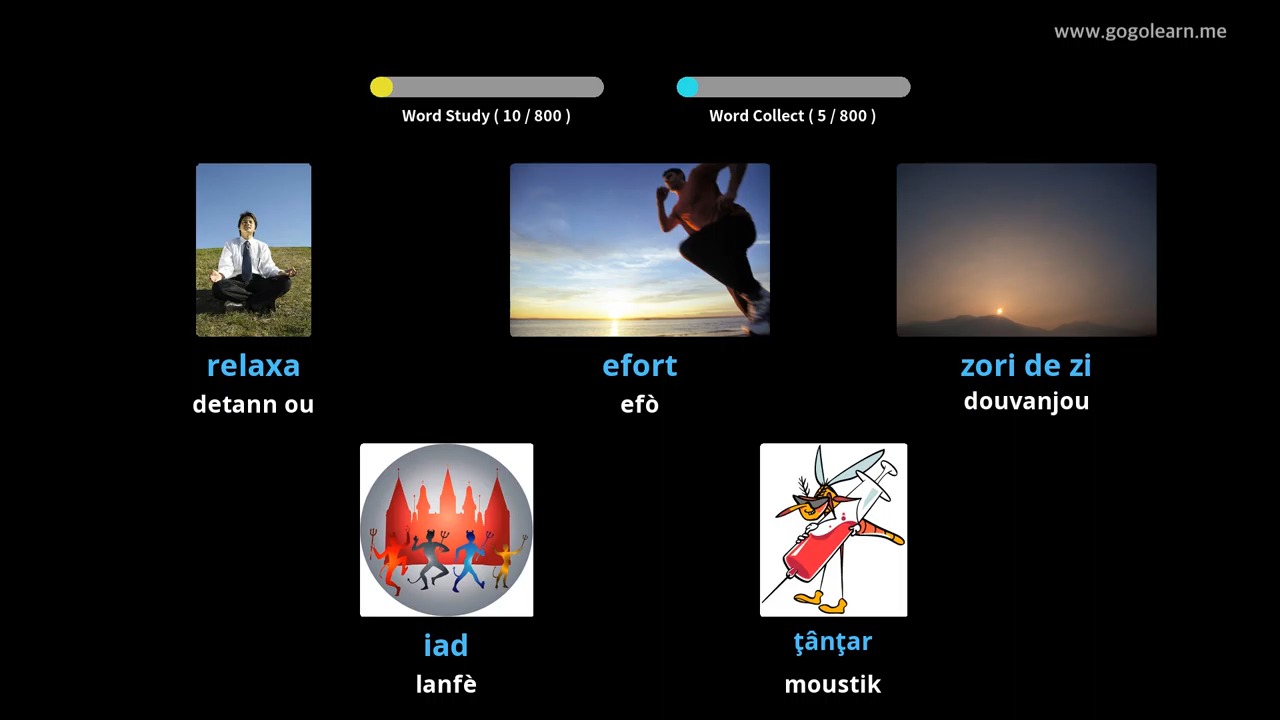 www.gogolearn.me
Word Study ( 10 / 800 )
Word Collect ( 5 / 800 )
relaxa
detann ou
efort
efò
zori de zi
douvanjou
iad
lanfè
ţânţar
moustik